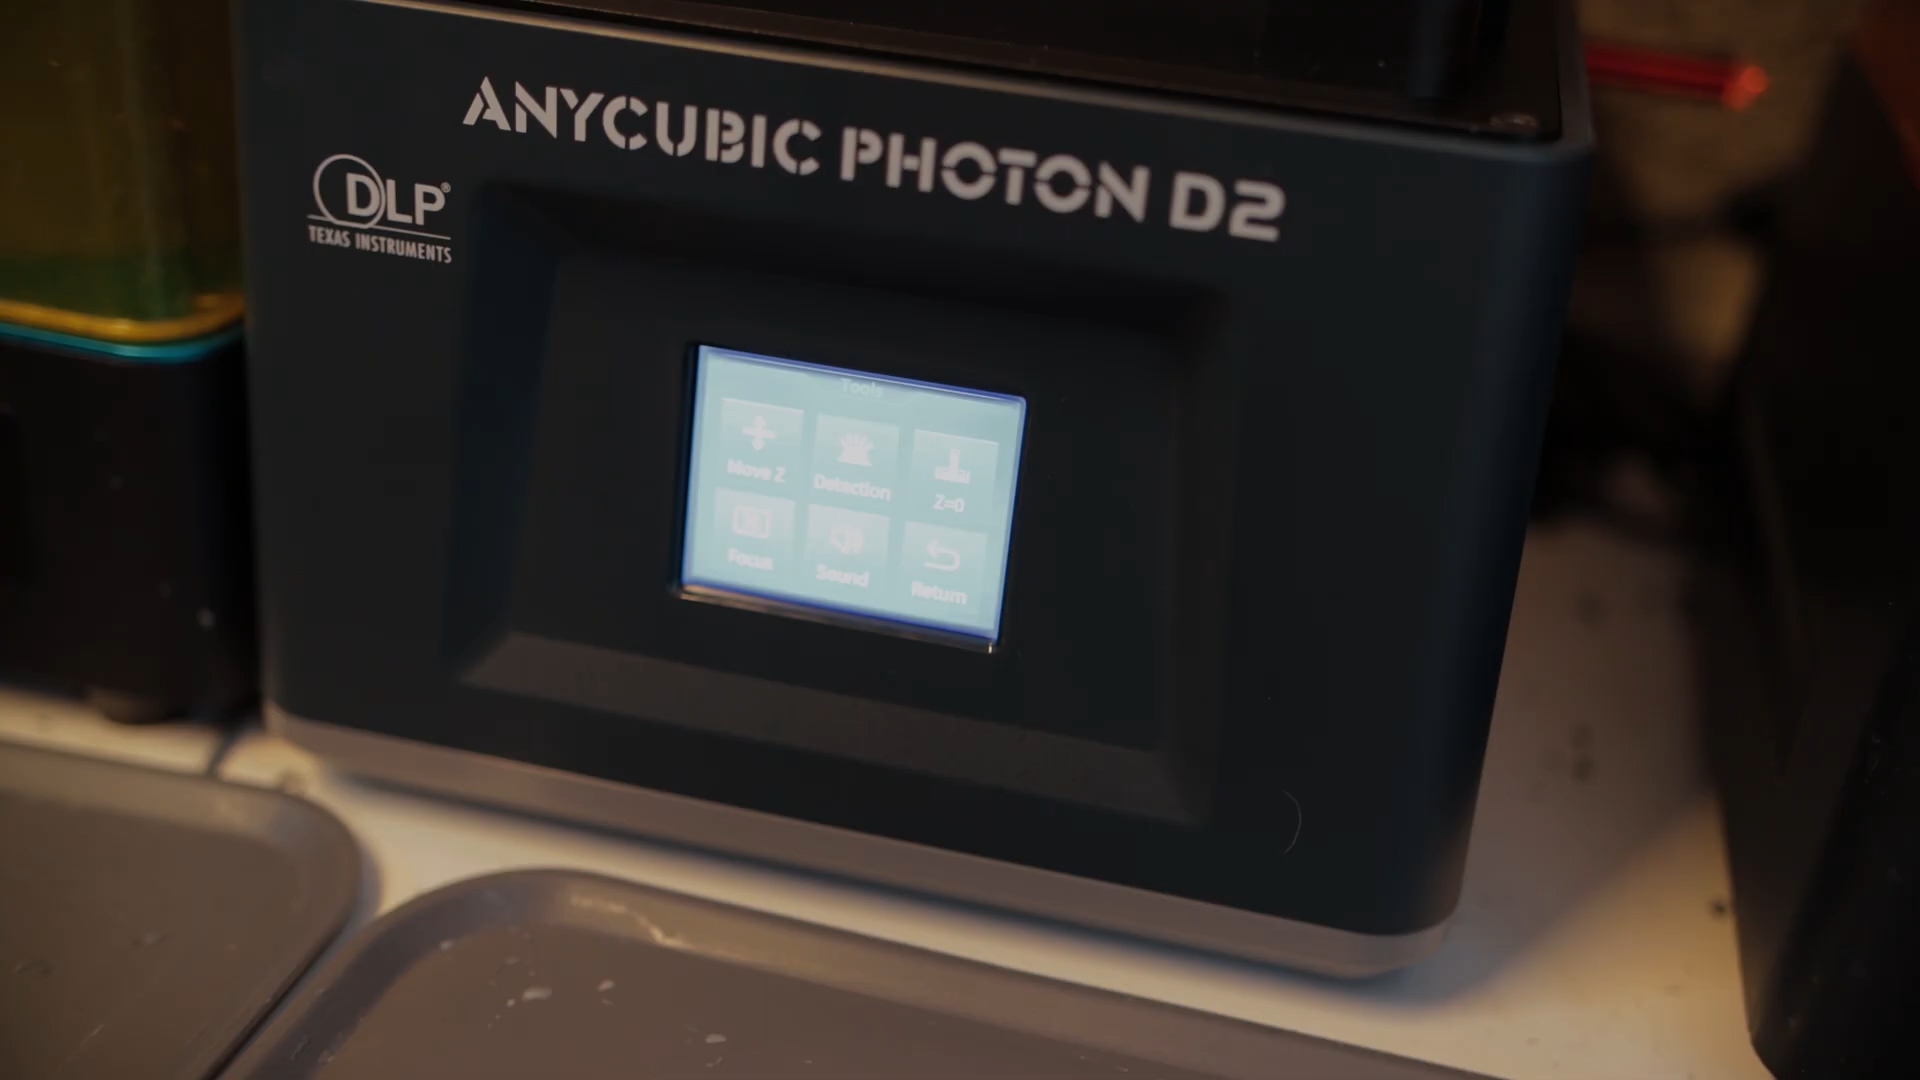 ANYCUBIC PHOTON D2
DLP®
TEXAS INSTRUMENTS
Tools
Move Z
Detection
Z=0
Focus
Sound
Return